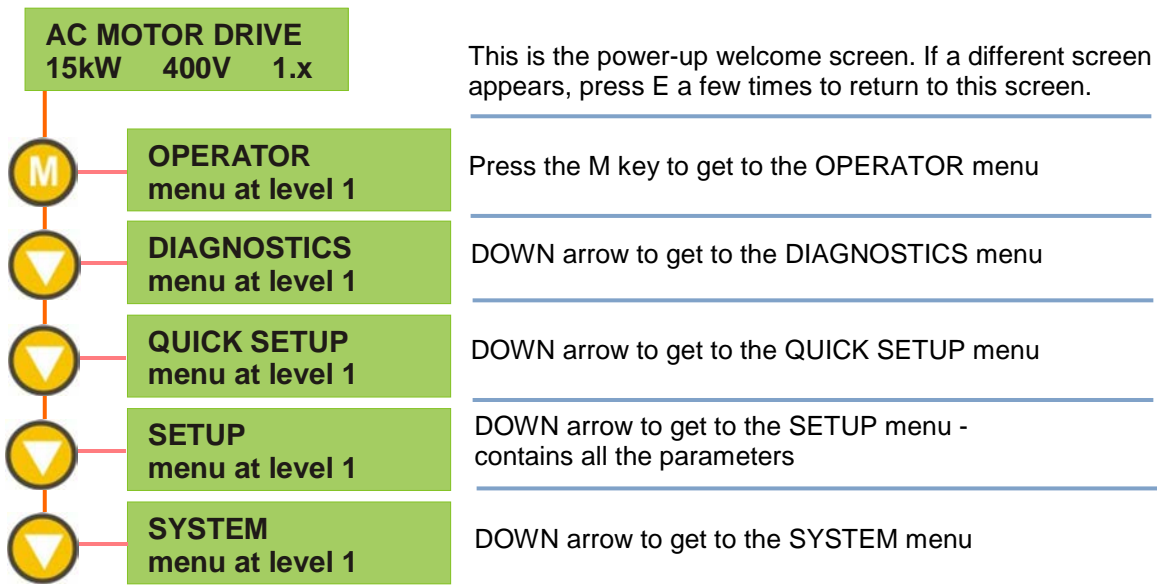 AC MOTOR DRIVE
15kW 400V 1.x
This is the power-up welcome screen. If a different screen
appears, press E a few times to return to this screen.
M
OPERATOR
menu at level 1
Press the M key to get to the OPERATOR menu
DIAGNOSTICS
menu at level 1
DOWN arrow to get to the DIAGNOSTICS menu
QUICK SETUP
menu at level 1
DOWN arrow to get to the QUICK SETUP menu
SETUP
menu at level 1
DOWN arrow to get to the SETUP menu -
contains all the parameters
SYSTEM
menu at level 1
DOWN arrow to get to the SYSTEM menu